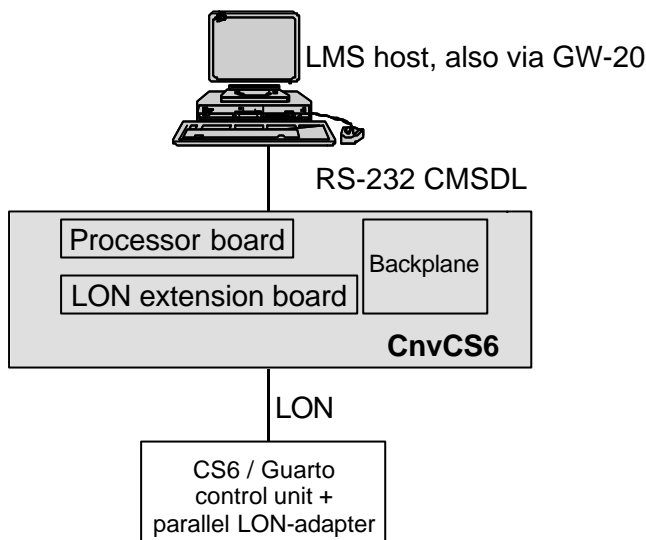 LMS host, also via GW-20
RS-232 CMSDL
Processor board
Backplane
LON extension board
CnvCS6
LON
CS6 / Guarto
control unit +
parallel LON-adapter